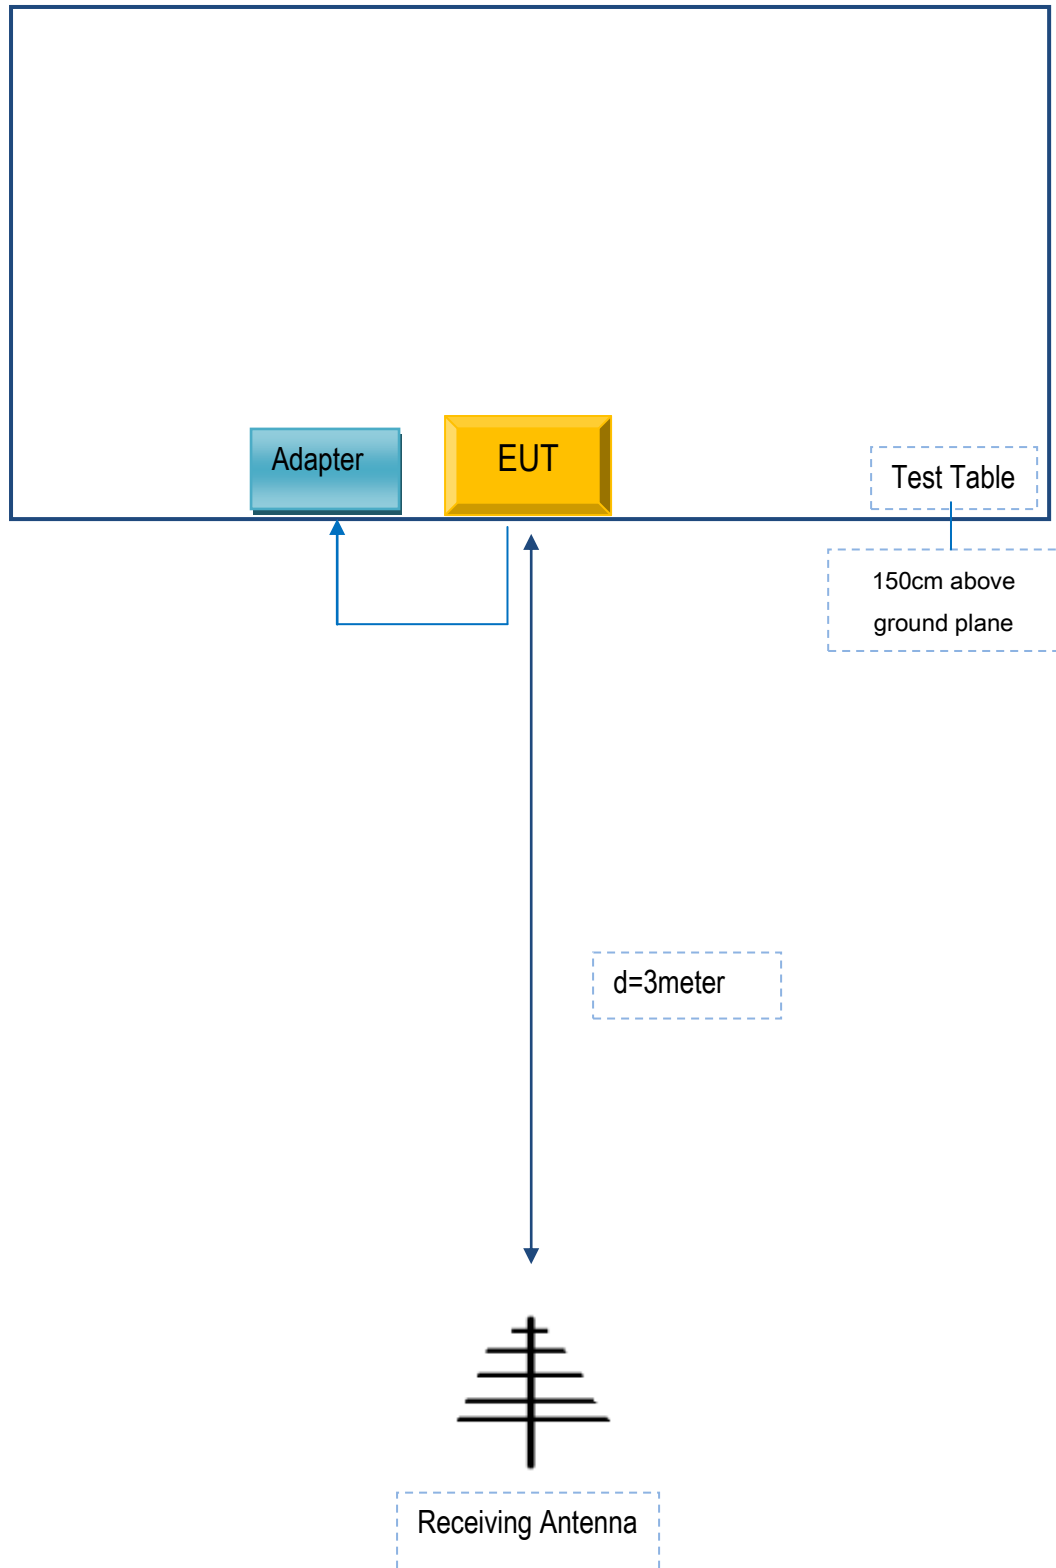 Adapter
EUT
Test Table
150cm above
ground plane
d=3meter
Receiving Antenna